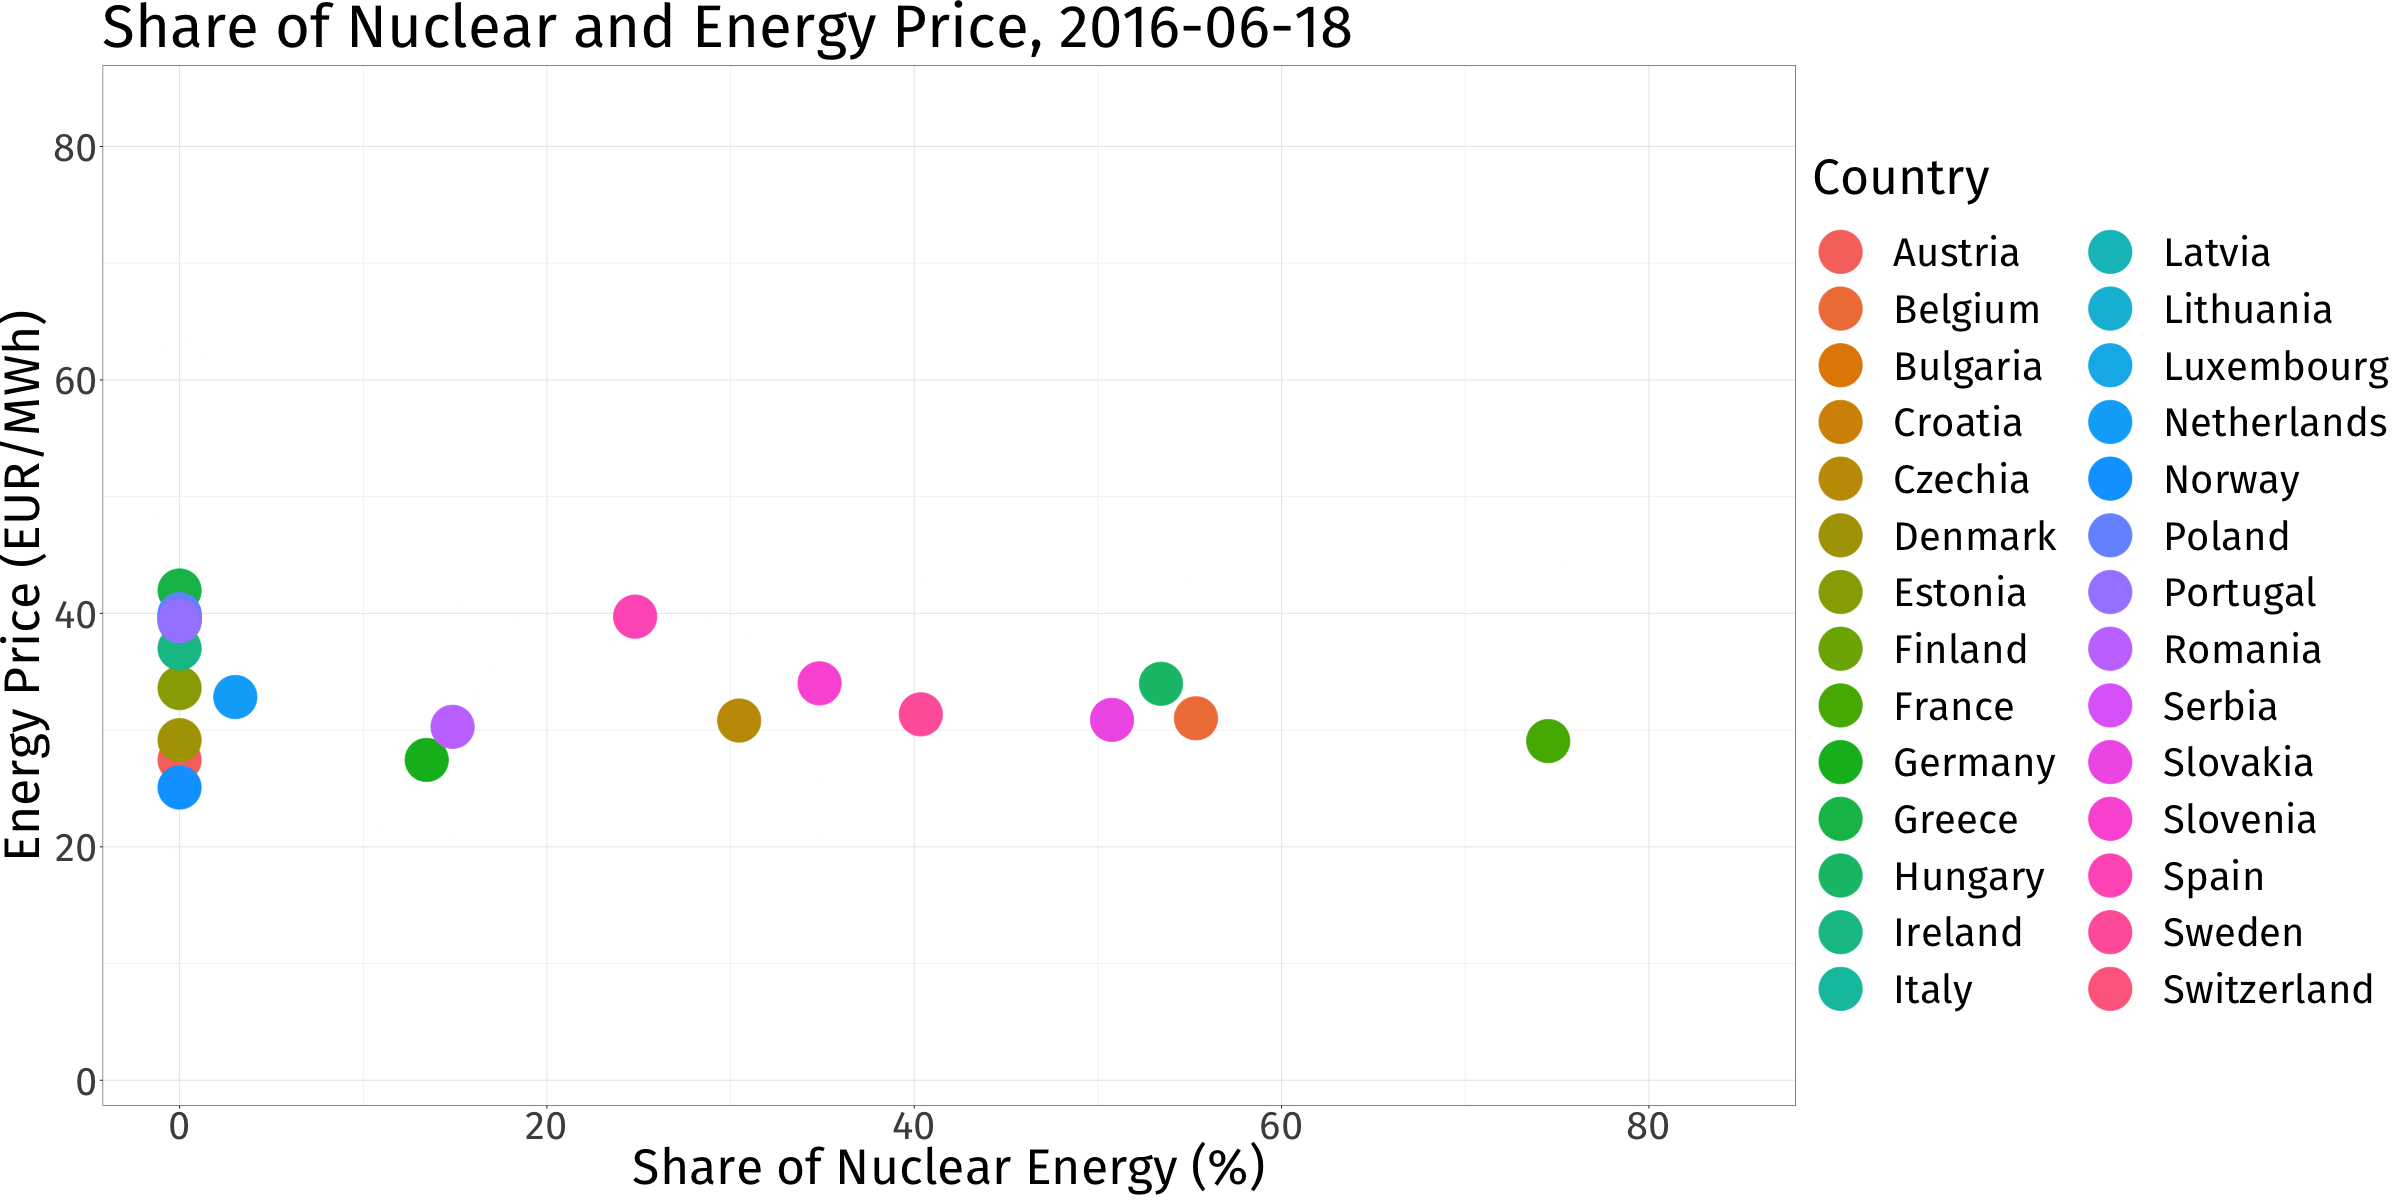 Share of Nuclear and Energy Price, 2016-06-18
Energy Price (EUR/MWh)
80
60
40
20
0
0 20 40 60 80
Share of Nuclear Energy (%)
Country
Austria
Belgium
Bulgaria
Croatia
Czechia
Denmark
Estonia
Finland
France
Germany
Greece
Hungary
Ireland
Italy
Latvia
Lithuania
Luxembourg
Netherlands
Norway
Poland
Portugal
Romania
Serbia
Slovakia
Slovenia
Spain
Sweden
Switzerland